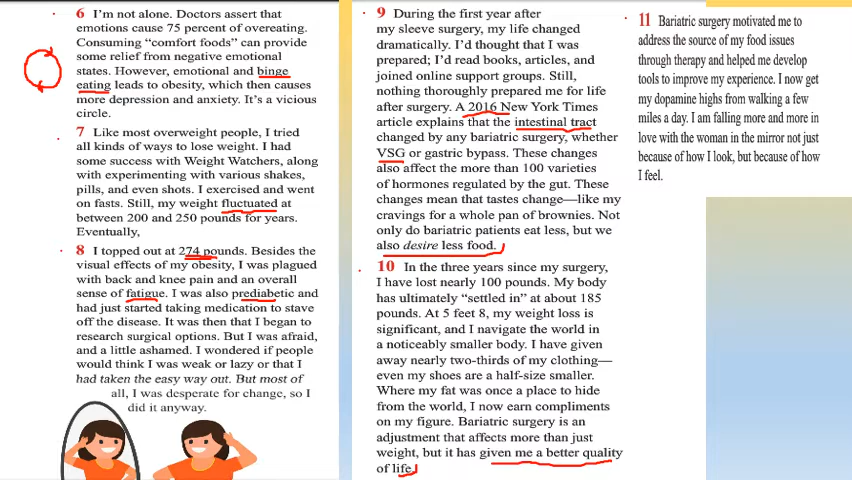 6 I'm not alone. Doctors assert that
emotions cause 75 percent of overeating.
Consuming “comfort foods” can provide
some relief from negative emotional
states. However, emotional and binge
eating leads to obesity, which then causes
more depression and anxiety. It's a vicious
circle.
7 Like most overweight people, I tried
all kinds of ways to lose weight. I had
some success with Weight Watchers, along
with experimenting with various shakes,
pills, and even shots. I exercised and went
on fasts. Still, my weight fluctuated at
between 200 and 250 pounds for years.
Eventually,
8 I topped out at 274 pounds. Besides the
visual effects of my obesity, I was plagued
with back and knee pain and an overall
sense of fatigue. I was also prediabetic and
had just started taking medication to stave
off the disease. It was then that I began to
research surgical options. But I was afraid,
and a little ashamed. I wondered if people
would think I was weak or lazy or that I
had taken the easy way out. But most of
all, I was desperate for change, so I
did it anyway.
9 During the first year after
my sleeve surgery, my life changed
dramatically. I'd thought that I was
prepared; I'd read books, articles, and
joined online support groups. Still,
nothing thoroughly prepared me for life
after surgery. A 2016 New York Times
article explains that the intestinal tract
changed by any bariatric surgery, whether
VSG or gastric bypass. These changes
also affect the more than 100 varieties
of hormones regulated by the gut. These
changes mean that tastes change—like my
cravings for a whole pan of brownies. Not
only do bariatric patients eat less, but we
also desire less food.
10 In the three years since my surgery,
I have lost nearly 100 pounds. My body
has ultimately “settled in” at about 185
pounds. At 5 feet 8, my weight loss is
significant, and I navigate the world in
a noticeably smaller body. I have given
away nearly two-thirds of my clothing—
even my shoes are a half-size smaller.
Where my fat was once a place to hide
from the world, I now earn compliments
on my figure. Bariatric surgery is an
adjustment that affects more than just
weight, but it has given me a better quality
of life.
11 Bariatric surgery motivated me to
address the source of my food issues
through therapy and helped me develop
tools to improve my experience. I now get
my dopamine highs from walking a few
miles a day. I am falling more and more in
love with the woman in the mirror not just
because of how I look, but because of how
I feel.